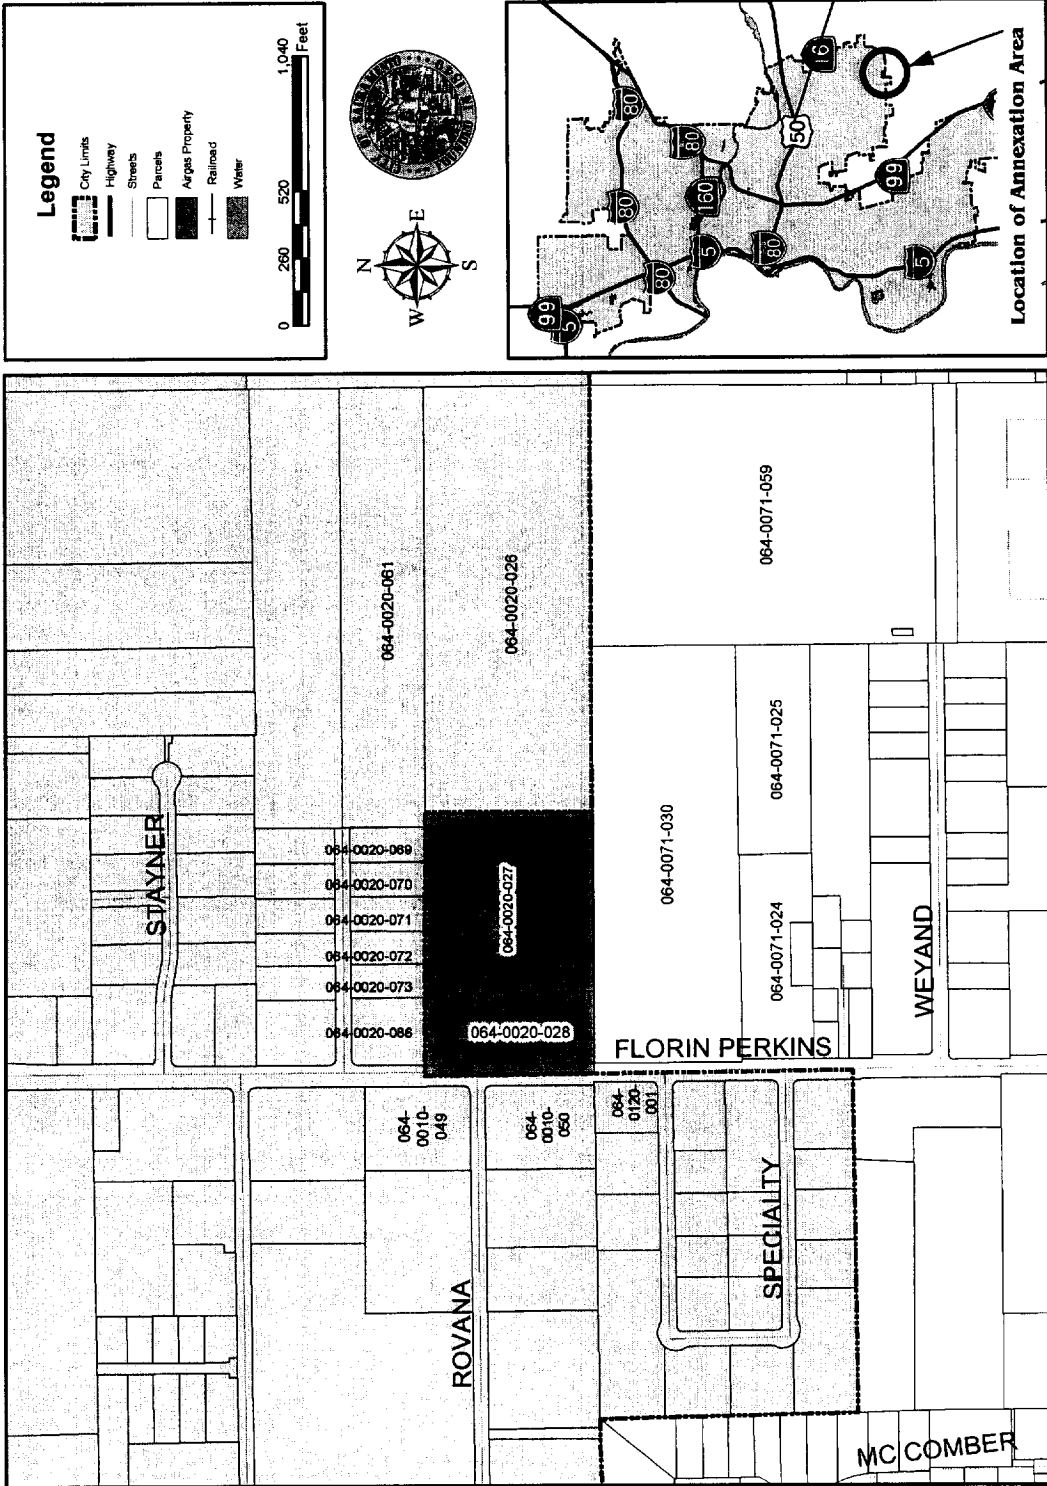 Legend
City Limits
Highway
Streets
Parcels
Airgas Property
Railroad
Water
0 260 520 1,040
Feet
N
E
S
W
99
5
80
80
80
80
160
5
80
50
16
99
5
Location of Annexation Area
STAYNER
064-0020-061
064-0020-026
064-0020-069
064-0020-070
064-0020-071
064-0020-072
064-0020-073
064-0020-086
064-0020-027
064-0020-028
064-0071-059
064-0071-030
064-0071-025
064-0071-024
WEYAND
FLORIN PERKINS
064-
0010-
049
064-
0010-
050
064-
0120-
001
ROVANA
SPECIALTY
MC COMBER